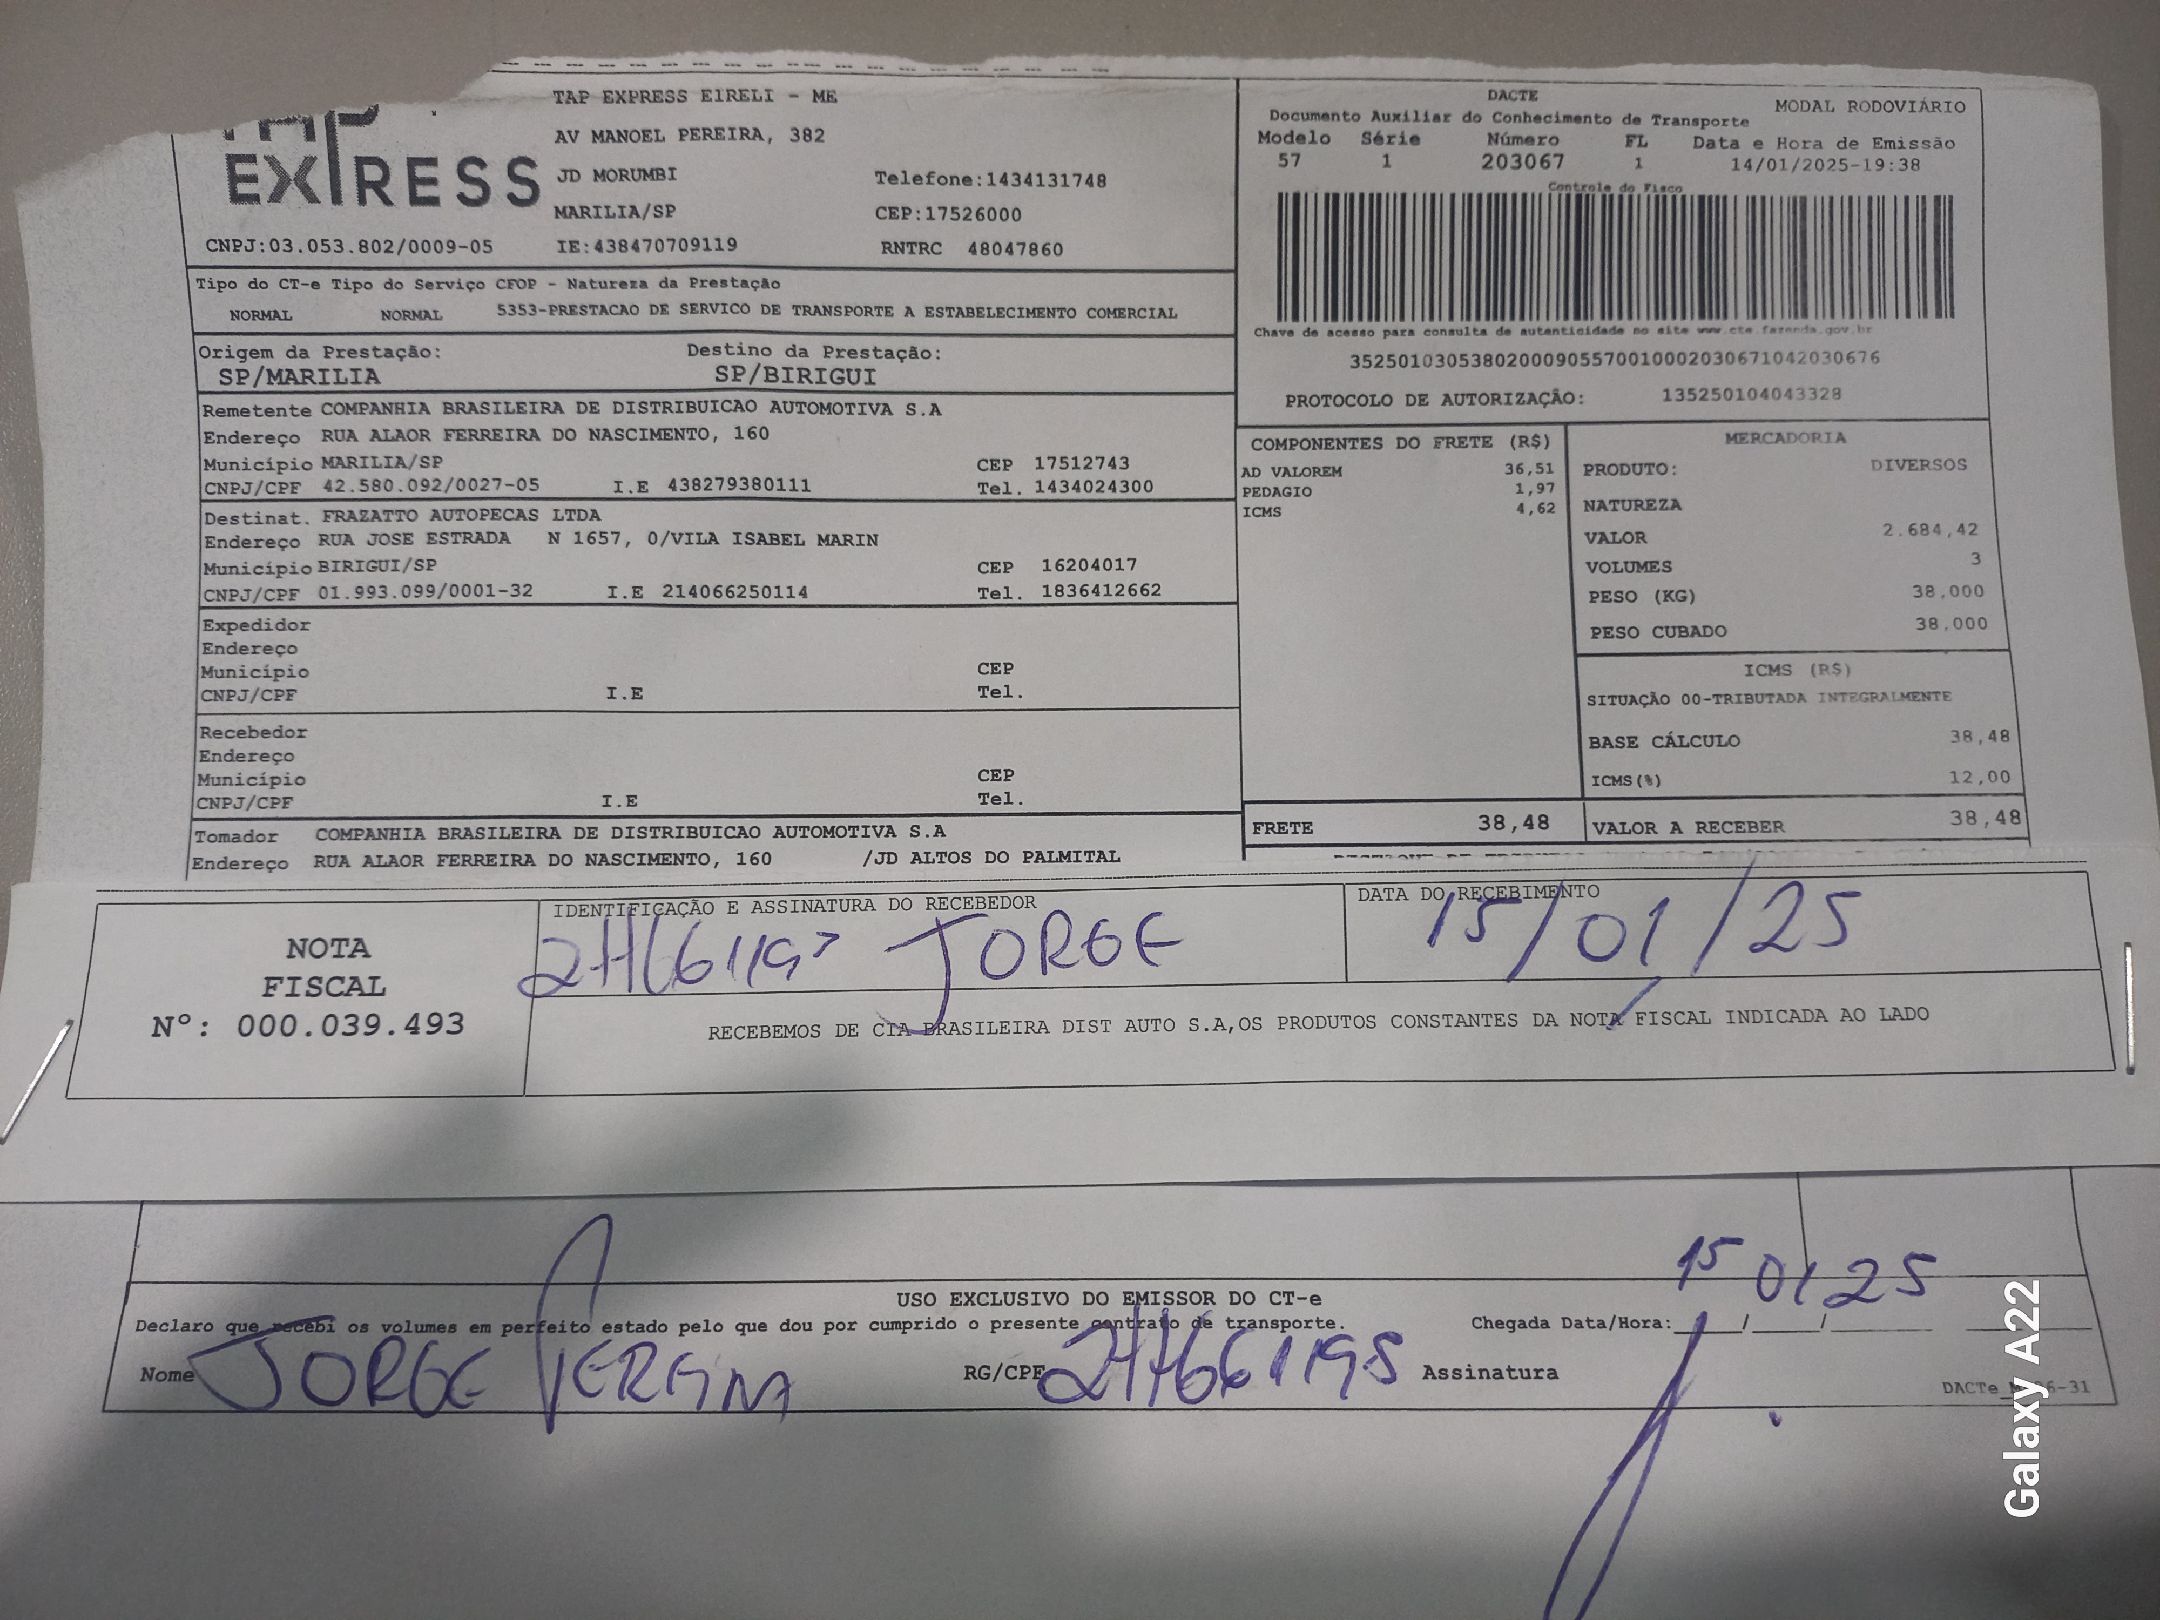 TAP EXPRESS EIRELI - ME
AV MANOEL PEREIRA, 382
JD MORUMBI Telefone:1434131748
MARILIA/SP CEP:17526000
EXPRESS
CNPJ:03.053.802/0009-05 IE:438470709119 RNTRC 48047860
DACTE
Documento Auxiliar do Conhecimento de Transporte
MODAL RODOVIÁRIO
Modelo Série Número FL Data e Hora de Emissão
57 1 203067 1 14/01/2025-19:38
Controle do Fisco
Chave de acesso para consulta de autenticidade no site www.cte.fazenda.gov.br
35250103053802000905570010002030671042030676
PROTOCOLO DE AUTORIZAÇÃO: 135250104043328
Tipo do CT-e Tipo do Serviço CFOP - Natureza da Prestação
NORMAL NORMAL 5353-PRESTACAO DE SERVICO DE TRANSPORTE A ESTABELECIMENTO COMERCIAL
Origem da Prestação: Destino da Prestação:
SP/MARILIA SP/BIRIGUI
Remetente COMPANHIA BRASILEIRA DE DISTRIBUICAO AUTOMOTIVA S.A
Endereço RUA ALAOR FERREIRA DO NASCIMENTO, 160
Município MARILIA/SP CEP 17512743
CNPJ/CPF 42.580.092/0027-05 I.E 438279380111 Tel. 1434024300
Destinat. FRAZATTO AUTOPECAS LTDA
Endereço RUA JOSE ESTRADA N 1657, 0/VILA ISABEL MARIN
Município BIRIGUI/SP CEP 16204017
CNPJ/CPF 01.993.099/0001-32 I.E 214066250114 Tel. 1836412662
Expedidor
Endereço
Município CEP
CNPJ/CPF I.E Tel.
Recebedor
Endereço
Município CEP
CNPJ/CPF I.E Tel.
Tomador COMPANHIA BRASILEIRA DE DISTRIBUICAO AUTOMOTIVA S.A
Endereço RUA ALAOR FERREIRA DO NASCIMENTO, 160 /JD ALTOS DO PALMITAL
COMPONENTES DO FRETE (R$)
AD VALOREM 36,51
PEDAGIO 1,97
ICMS 4,62
MERCADORIA
PRODUTO: DIVERSOS
NATUREZA
VALOR 2.684,42
VOLUMES 3
PESO (KG) 38,000
PESO CUBADO 38,000
ICMS (R$)
SITUAÇÃO 00-TRIBUTADA INTEGRALMENTE
BASE CÁLCULO 38,48
ICMS(%) 12,00
FRETE 38,48 VALOR A RECEBER 38,48
NOTA
FISCAL
Nº: 000.039.493
IDENTIFICAÇÃO E ASSINATURA DO RECEBEDOR
JORGE
DATA DO RECEBIMENTO
15/01/25
RECEBEMOS DE CIA BRASILEIRA DIST AUTO S.A,OS PRODUTOS CONSTANTES DA NOTA FISCAL INDICADA AO LADO
15 01 25
USO EXCLUSIVO DO EMISSOR DO CT-e
Declaro que recebi os volumes em perfeito estado pelo que dou por cumprido o presente contrato de transporte. Chegada Data/Hora:____/____/____
Nome JORGE RG/CPF Assinatura
Galaxy A22